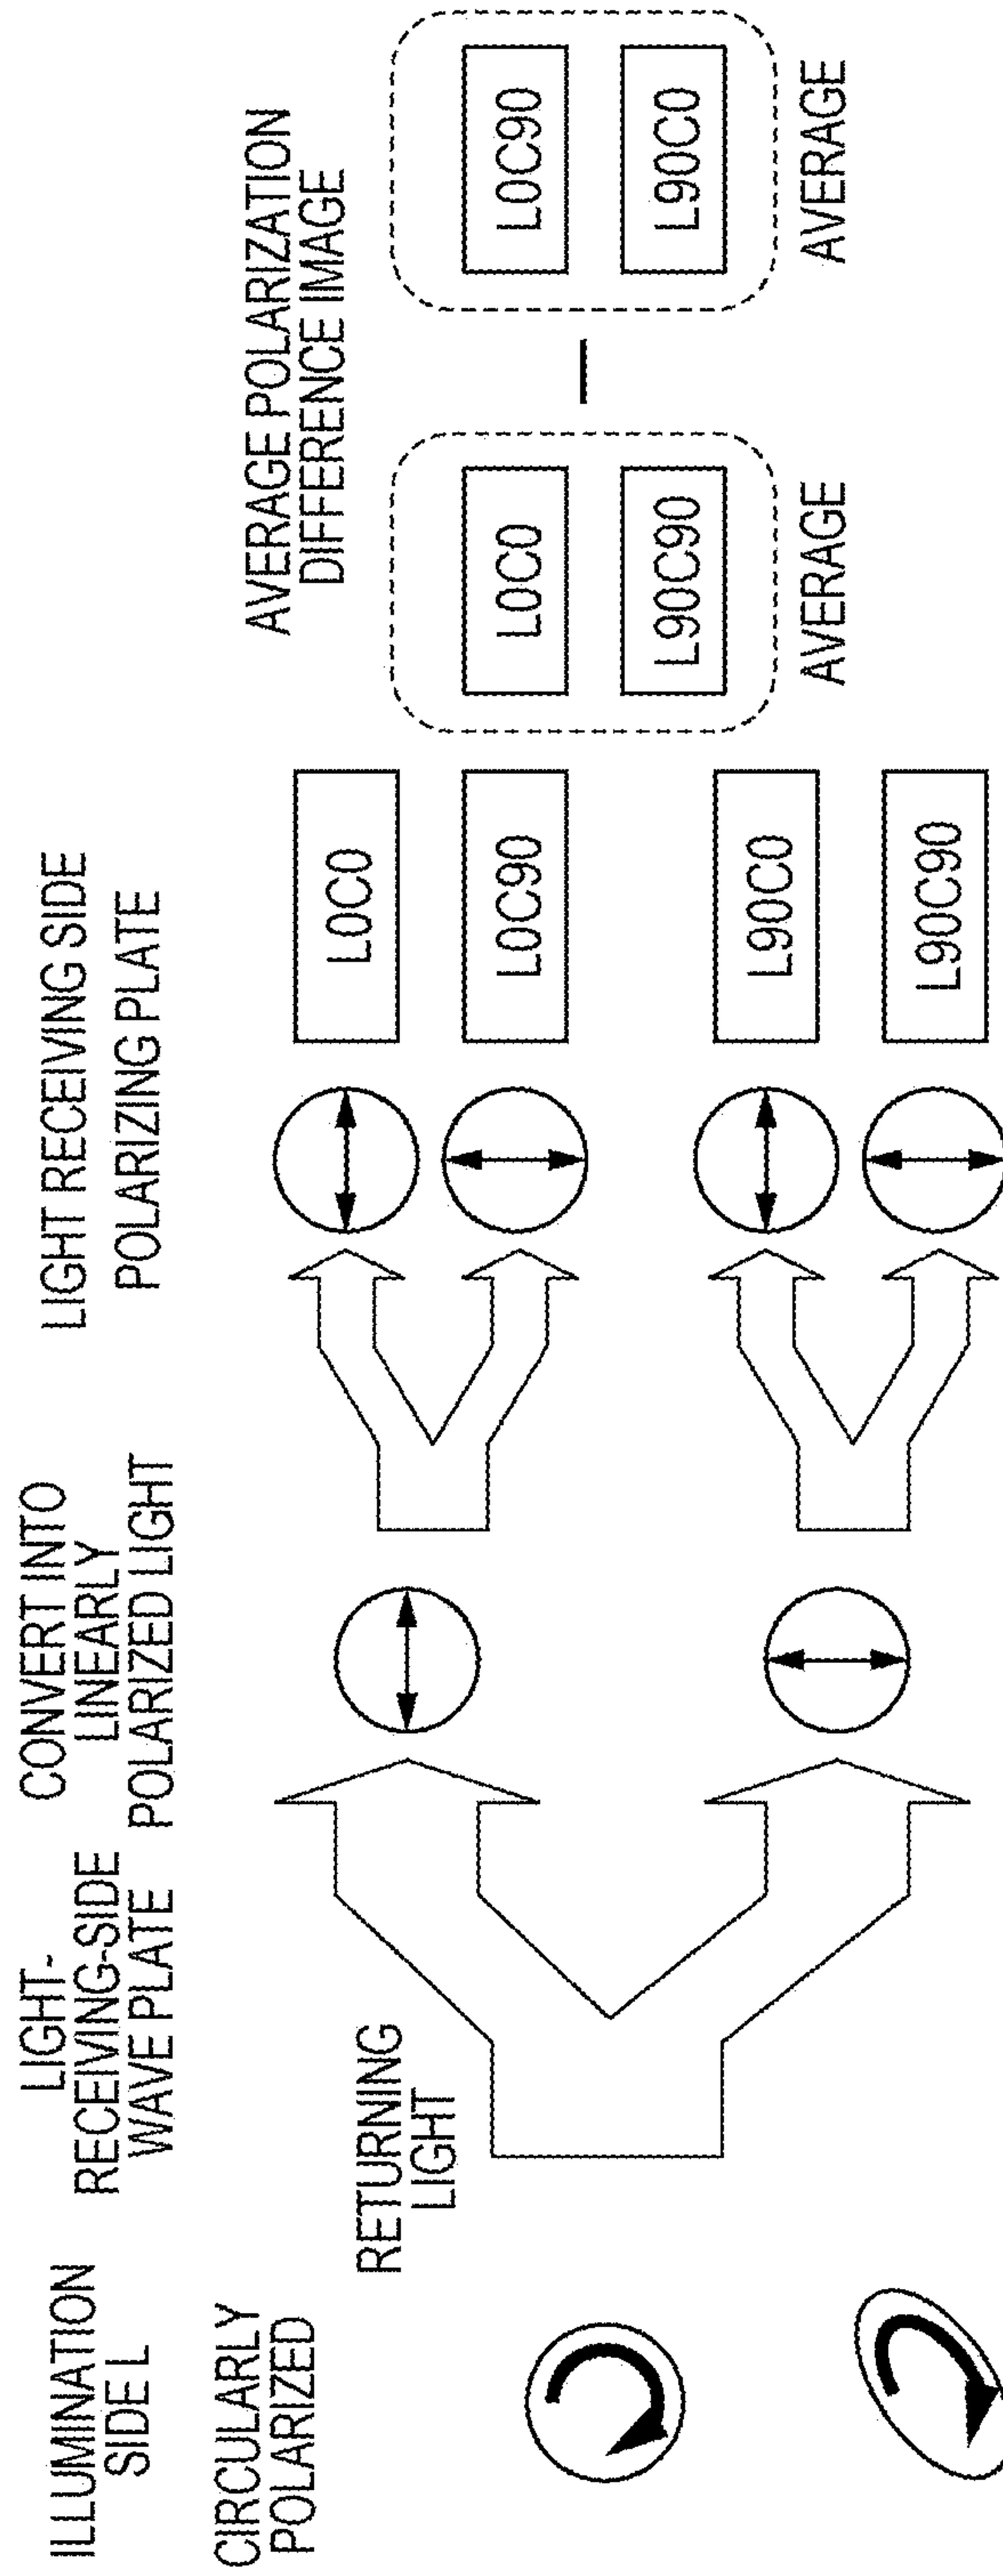 ILLUMINATION
SIDE L
LIGHT-
RECEIVING-SIDE
WAVE PLATE
CONVERT INTO
LINEARLY
POLARIZED LIGHT
LIGHT RECEIVING SIDE
POLARIZING PLATE
CIRCULARLY
POLARIZED
RETURNING
LIGHT
L0C0
L0C90
L90C0
L90C90
AVERAGE POLARIZATION
DIFFERENCE IMAGE
L0C0
L90C90
AVERAGE
—
L0C90
L90C0
AVERAGE